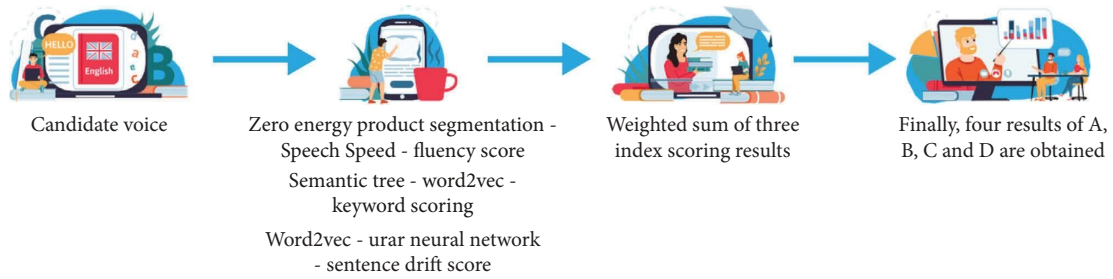 C
HELLO
English
a
e
c
B
Candidate voice
Zero energy product segmentation -
Speech Speed - fluency score
Semantic tree - word2vec -
keyword scoring
Word2vec - urar neural network
- sentence drift score
Weighted sum of three
index scoring results
Finally, four results of A,
B, C and D are obtained